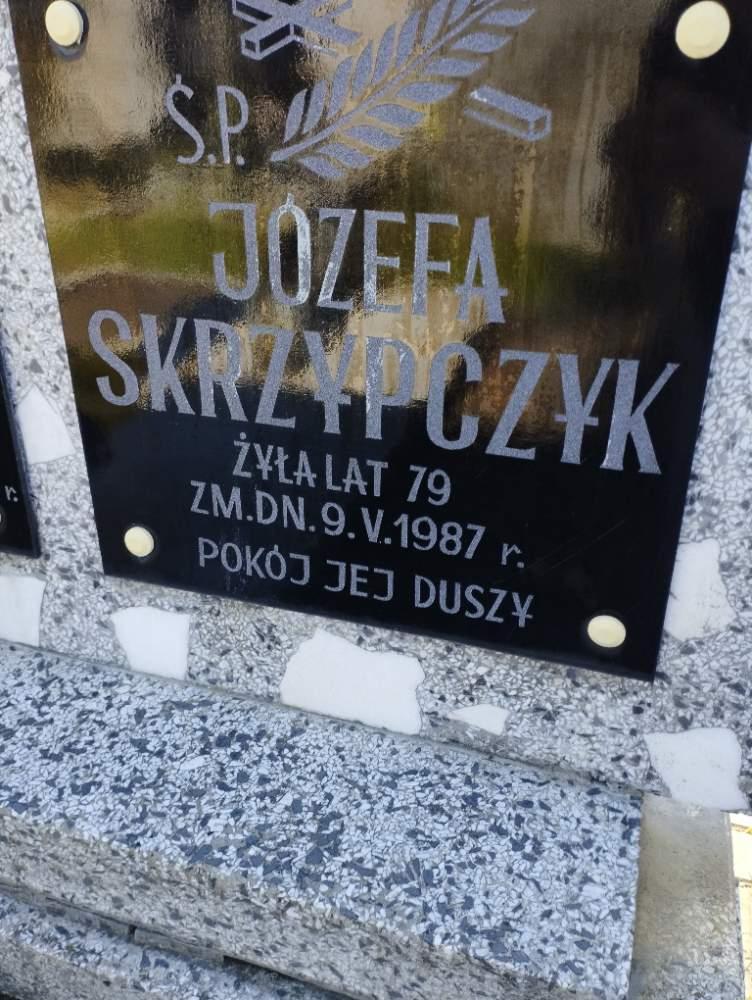 Ś.P.
JÓZEFA
SKRZYPCZYK
ŻYŁA LAT 79
ZM.DN.9.V.1987 r.
POKÓJ JEJ DUSZY
r.